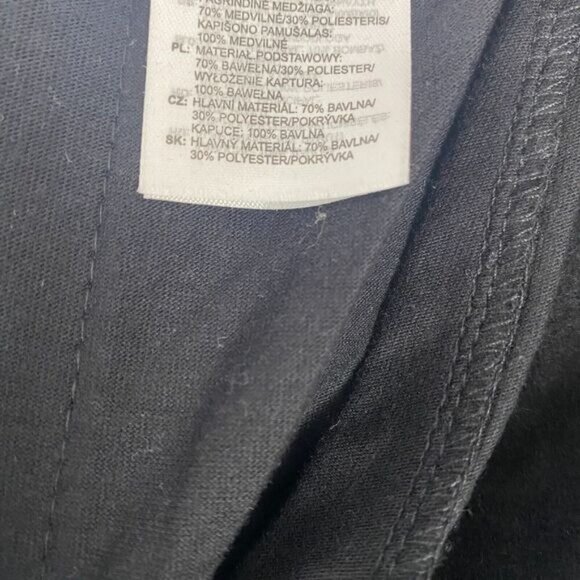 PAGRINDINĖ MEDŽIAGA:
70% MEDVILNĖ/30% POLIESTERIS/
KAPIŠONO PAMUŠALAS:
100% MEDVILNĖ
PL: MATERIAŁ PODSTAWOWY:
70% BAWEŁNA/30% POLIESTER/
WYŁOŻENIE KAPTURA:
100% BAWEŁNA
CZ: HLAVNÍ MATERIÁL: 70% BAVLNA/
30% POLYESTER/POKRÝVKA
KAPUCE: 100% BAVLNA
SK: HLAVNÝ MATERIÁL: 70% BAVLNA/
30% POLYESTER/POKRÝVKA